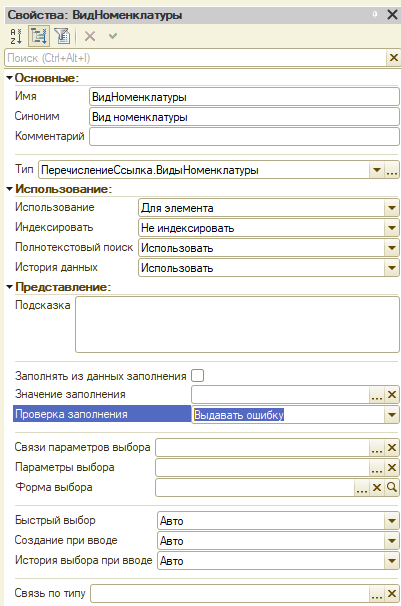 Свойства: ВидНоменклатуры
Поиск (Ctrl+Alt+I)
Основные:
Имя ВидНоменклатуры
Синоним Вид номенклатуры
Комментарий
Тип ПеречислениеСсылка.ВидыНоменклатуры
Использование:
Использование Для элемента
Индексировать Не индексировать
Полнотекстовый поиск Использовать
История данных Использовать
Представление:
Подсказка
Заполнять из данных заполнения
Значение заполнения
Проверка заполнения Выдавать ошибку
Связи параметров выбора
Параметры выбора
Форма выбора
Быстрый выбор Авто
Создание при вводе Авто
История выбора при вводе Авто
Связь по типу